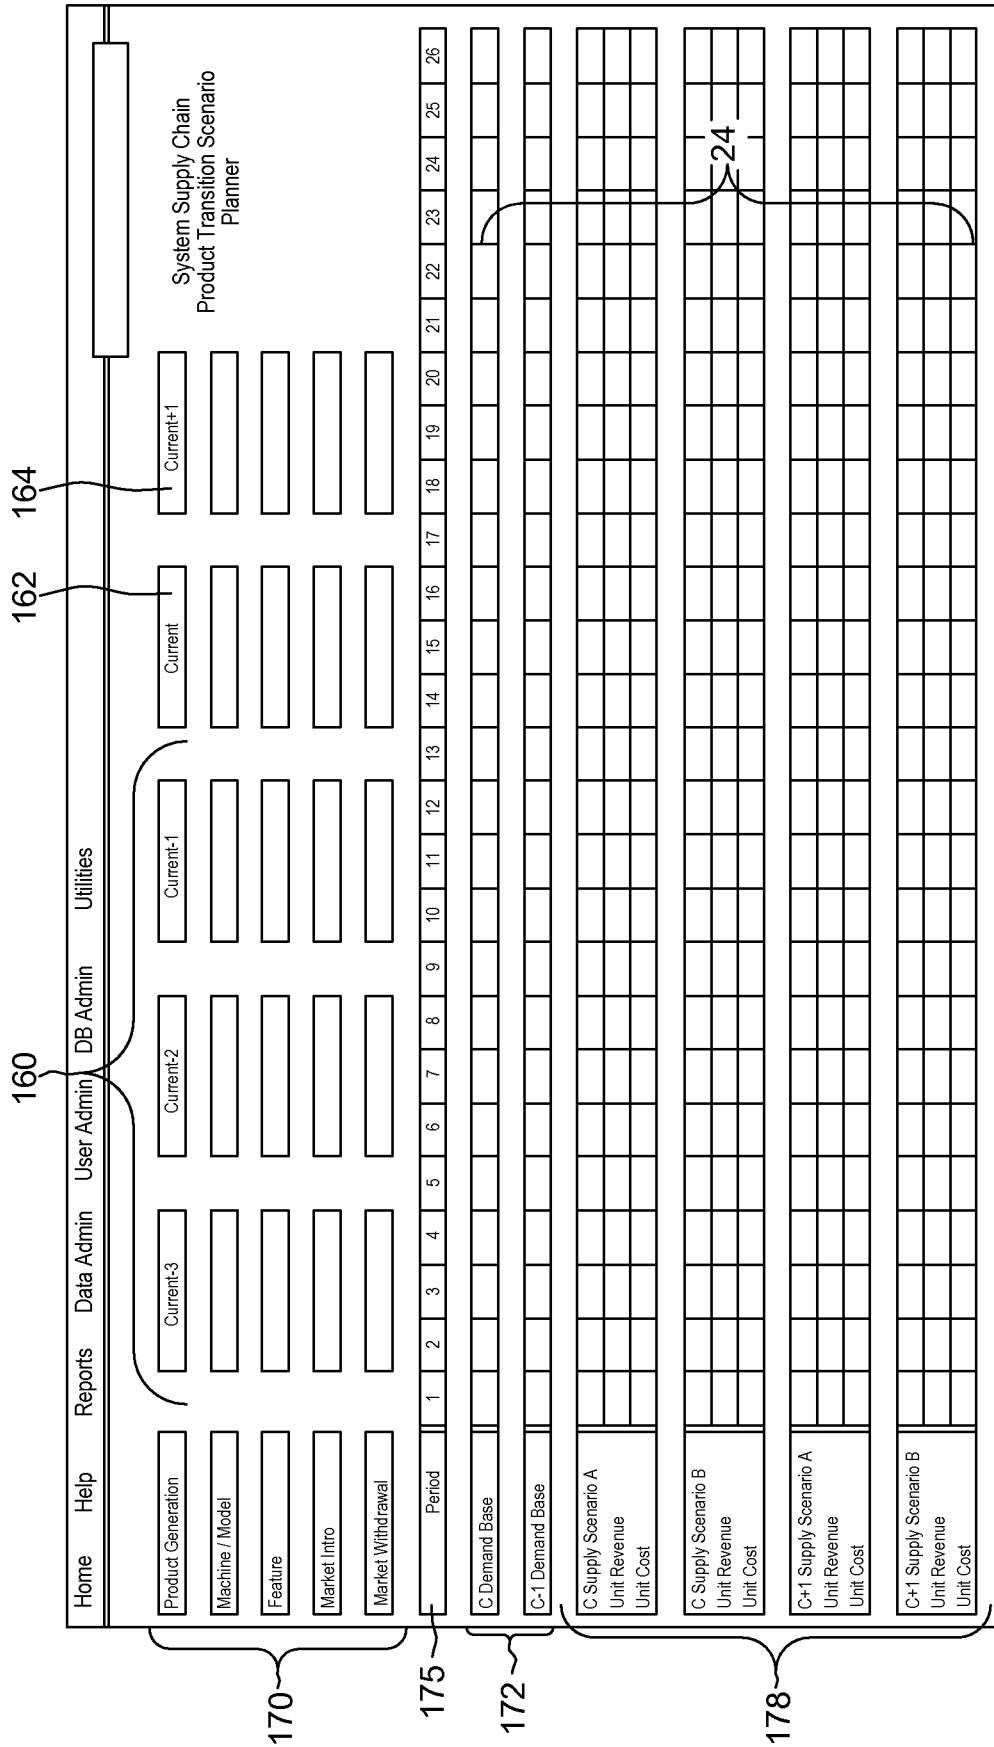 160
162
164
Home Help Reports Data Admin User Admin DB Admin Utilities
System Supply Chain
Product Transition Scenario
Planner
170
Product Generation Current-3 Current-2 Current-1 Current Current+1
Machine / Model
Feature
Market Intro
Market Withdrawal
175
Period 1 2 3 4 5 6 7 8 9 10 11 12 13 14 15 16 17 18 19 20 21 22 23 24 25 26
172
C Demand Base
C-1 Demand Base
178
24
C Supply Scenario A
Unit Revenue
Unit Cost
C Supply Scenario B
Unit Revenue
Unit Cost
C+1 Supply Scenario A
Unit Revenue
Unit Cost
C+1 Supply Scenario B
Unit Revenue
Unit Cost